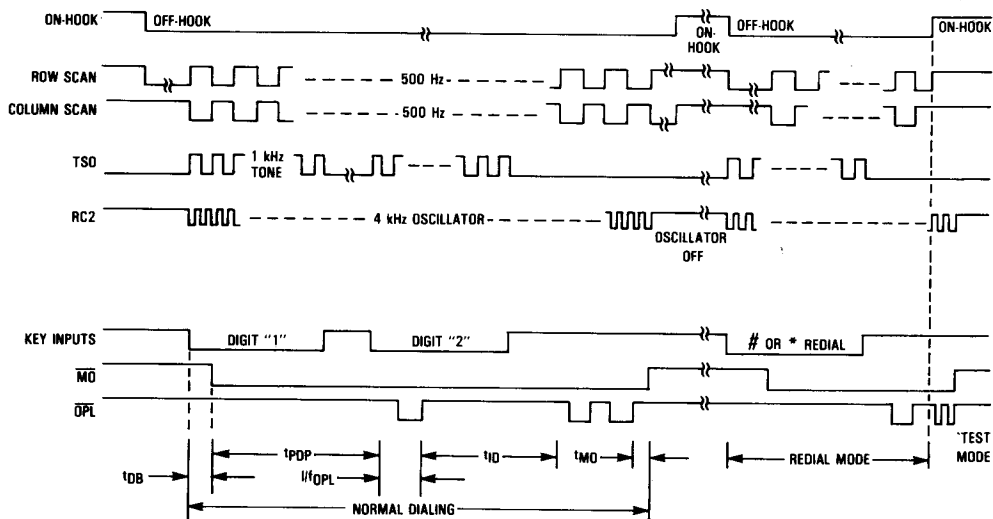 ON-HOOK
OFF-HOOK
ON-
HOOK
OFF-HOOK
ON-HOOK
ROW SCAN
500 Hz
COLUMN SCAN
500 Hz
TSO
1 kHz
TONE
RC2
4 kHz OSCILLATOR
OSCILLATOR
OFF
KEY INPUTS
DIGIT "1"
DIGIT "2"
# OR * REDIAL
MO
OPL
tDB
tPDP
I/fOPL
tID
tMO
REDIAL MODE
TEST
MODE
NORMAL DIALING